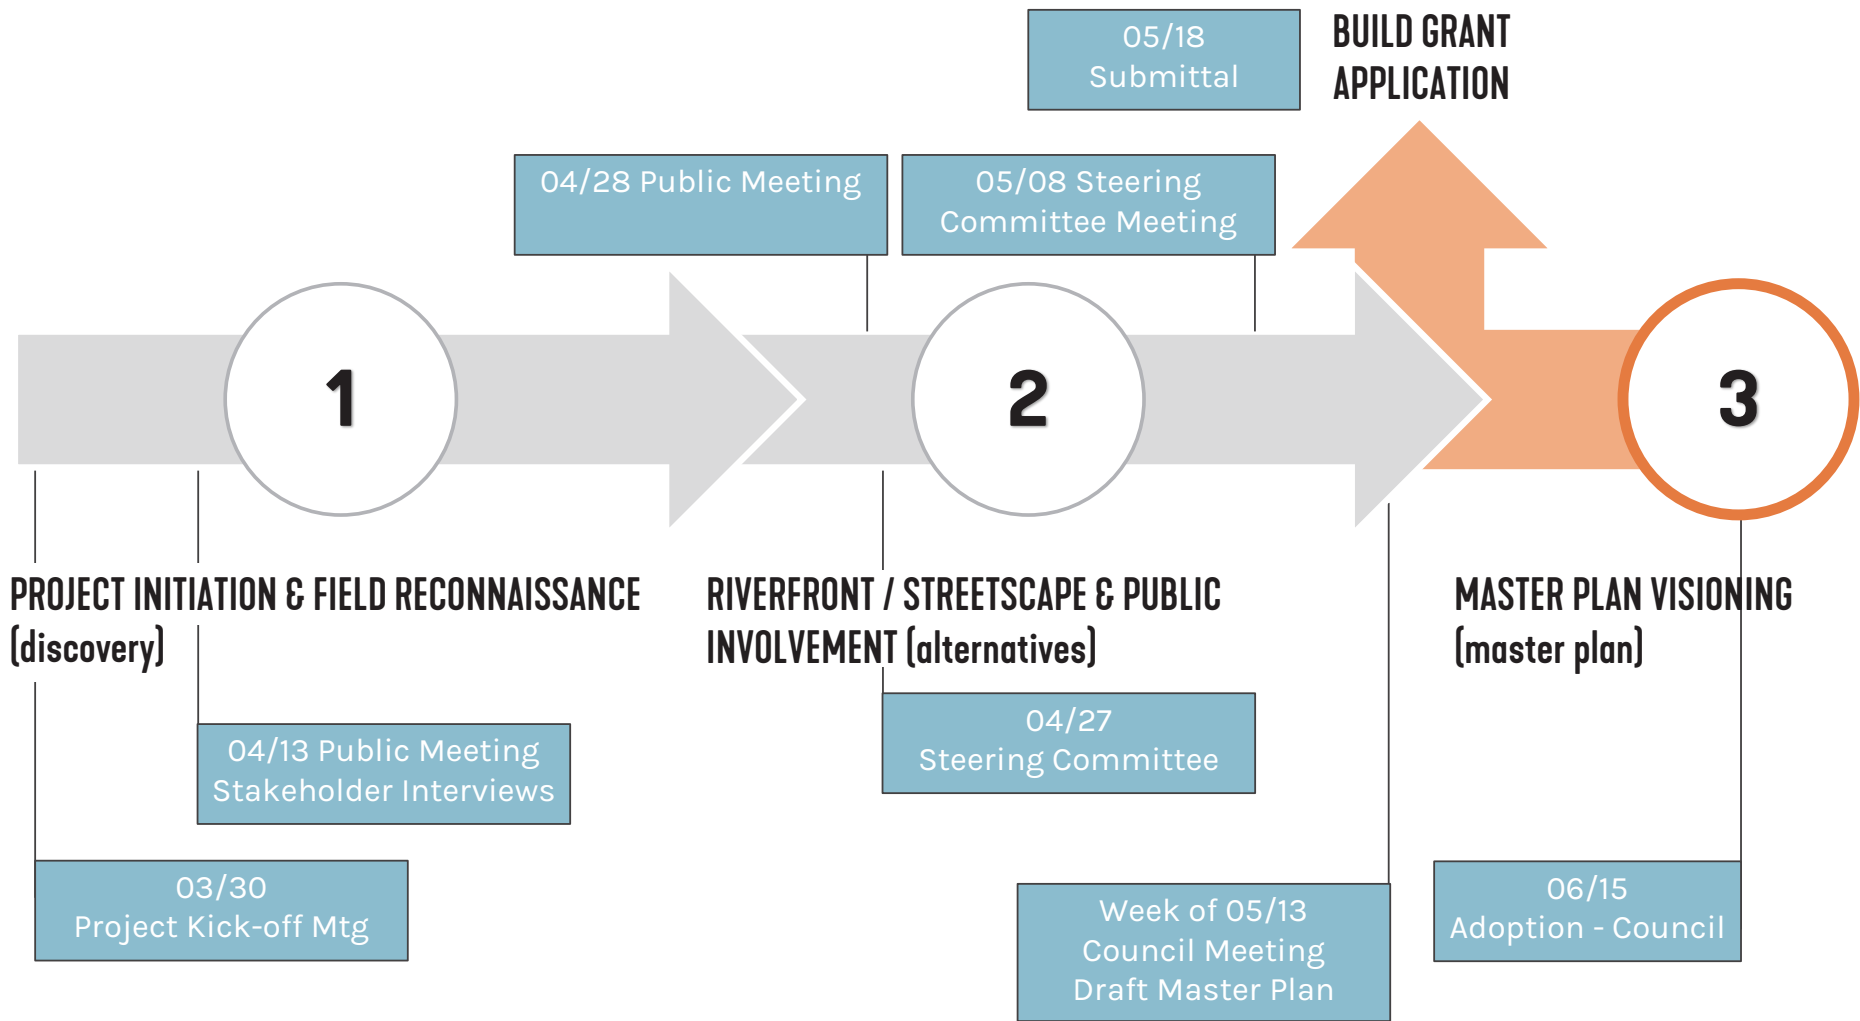 05/18
Submittal
BUILD GRANT
APPLICATION
04/28 Public Meeting
05/08 Steering
Committee Meeting
1
2
3
PROJECT INITIATION & FIELD RECONNAISSANCE
(discovery)
RIVERFRONT / STREETSCAPE & PUBLIC
INVOLVEMENT (alternatives)
MASTER PLAN VISIONING
(master plan)
04/13 Public Meeting
Stakeholder Interviews
04/27
Steering Committee
03/30
Project Kick-off Mtg
Week of 05/13
Council Meeting
Draft Master Plan
06/15
Adoption - Council